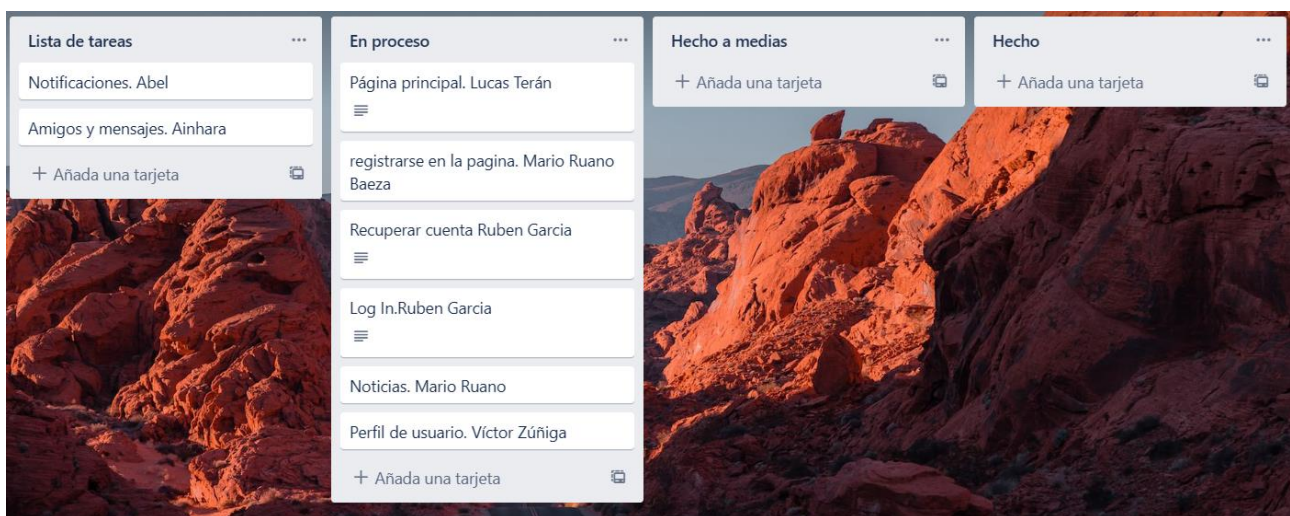 Lista de tareas
Notificaciones. Abel
Amigos y mensajes. Ainhara
+ Añada una tarjeta
En proceso
Página principal. Lucas Terán
registrarse en la pagina. Mario Ruano
Baeza
Recuperar cuenta Ruben Garcia
Log In.Ruben Garcia
Noticias. Mario Ruano
Perfil de usuario. Víctor Zúñiga
+ Añada una tarjeta
Hecho a medias
+ Añada una tarjeta
Hecho
+ Añada una tarjeta